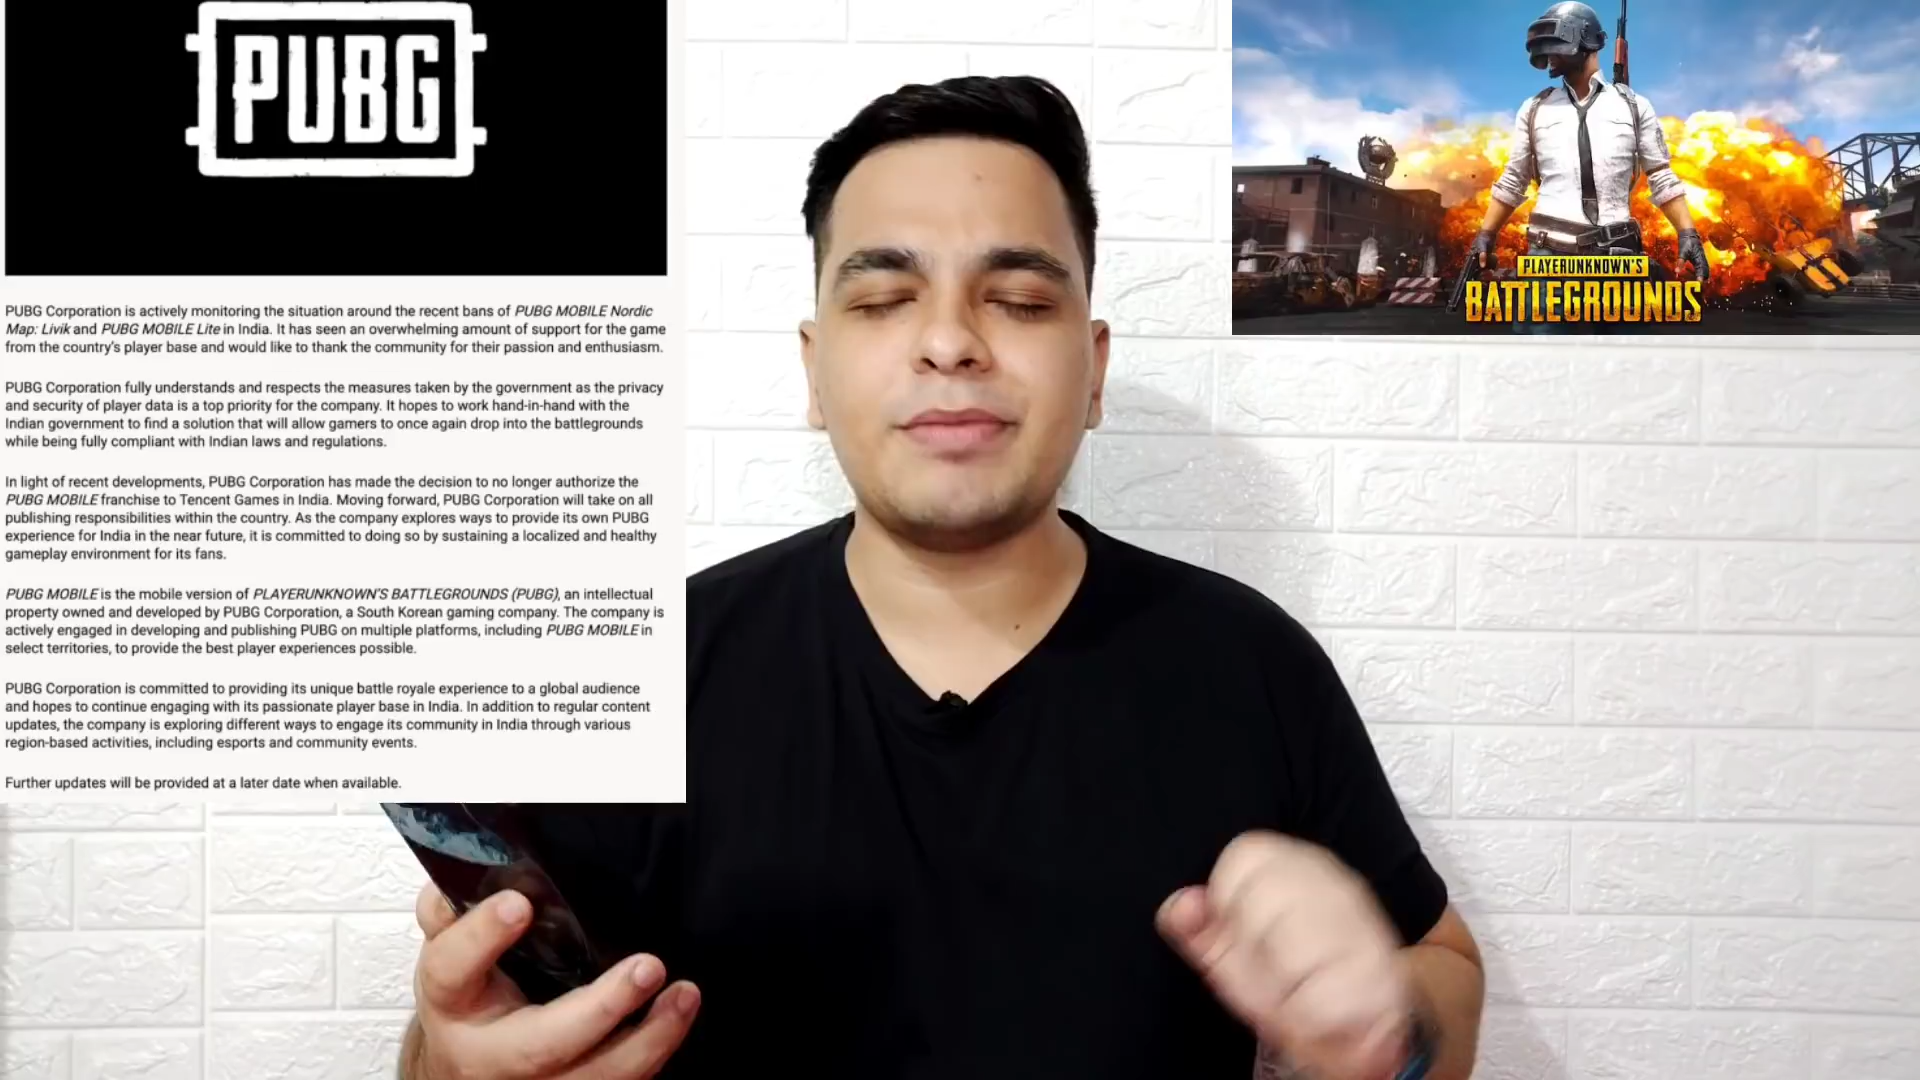 PUBG
PUBG Corporation is actively monitoring the situation around the recent bans of PUBG MOBILE Nordic
Map: Livik and PUBG MOBILE Lite in India. It has seen an overwhelming amount of support for the game
from the country's player base and would like to thank the community for their passion and enthusiasm.
PUBG Corporation fully understands and respects the measures taken by the government as the privacy
and security of player data is a top priority for the company. It hopes to work hand-in-hand with the
Indian government to find a solution that will allow gamers to once again drop into the battlegrounds
while being fully compliant with Indian laws and regulations.
In light of recent developments, PUBG Corporation has made the decision to no longer authorize the
PUBG MOBILE franchise to Tencent Games in India. Moving forward, PUBG Corporation will take on all
publishing responsibilities within the country. As the company explores ways to provide its own PUBG
experience for India in the near future, it is committed to doing so by sustaining a localized and healthy
gameplay environment for its fans.
PUBG MOBILE is the mobile version of PLAYERUNKNOWN'S BATTLEGROUNDS (PUBG), an intellectual
property owned and developed by PUBG Corporation, a South Korean gaming company. The company is
actively engaged in developing and publishing PUBG on multiple platforms, including PUBG MOBILE in
select territories, to provide the best player experiences possible.
PUBG Corporation is committed to providing its unique battle royale experience to a global audience
and hopes to continue engaging with its passionate player base in India. In addition to regular content
updates, the company is exploring different ways to engage its community in India through various
region-based activities, including esports and community events.
Further updates will be provided at a later date when available.
PLAYERUNKNOWN'S
BATTLEGROUNDS